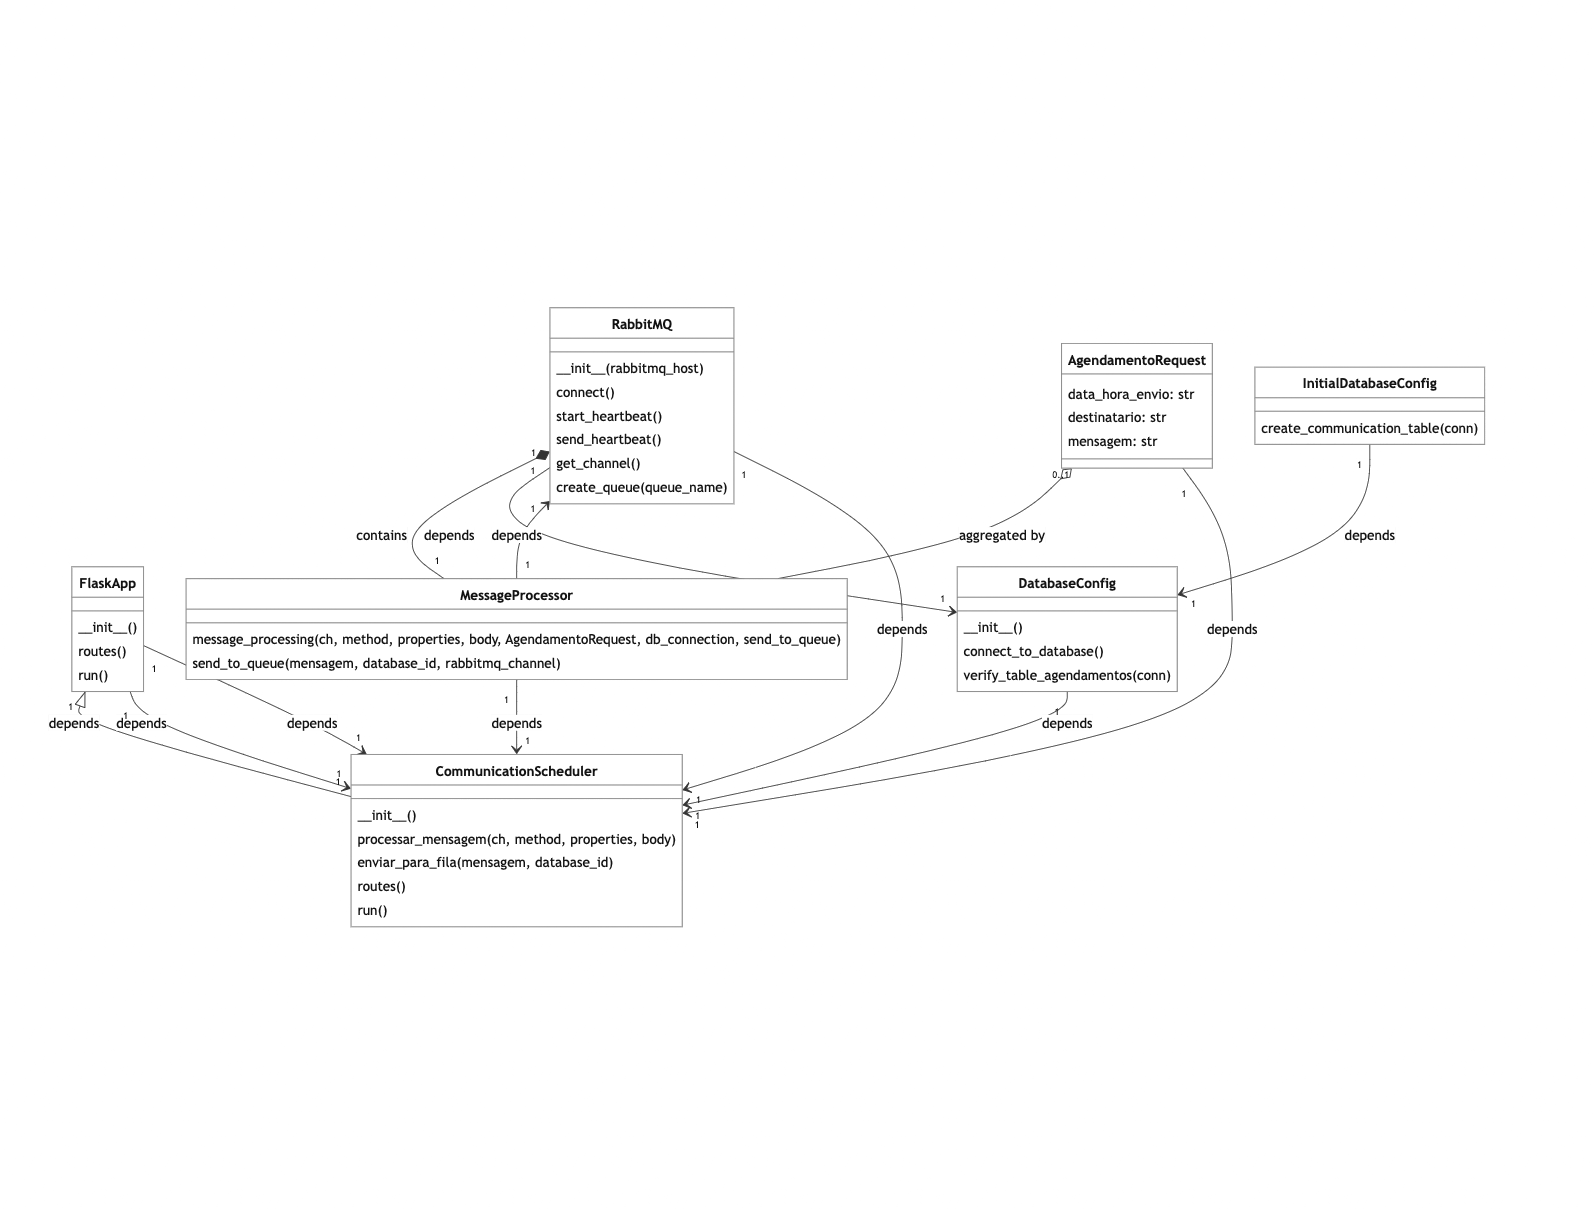 RabbitMQ
__init__(rabbitmq_host)
connect()
start_heartbeat()
send_heartbeat()
get_channel()
create_queue(queue_name)
AgendamentoRequest
data_hora_envio: str
destinatario: str
mensagem: str
InitialDatabaseConfig
create_communication_table(conn)
1
1
1
1
0..1
1
1
1
contains
depends
depends
aggregated by
depends
1
1
FlaskApp
__init__()
routes()
run()
MessageProcessor
message_processing(ch, method, properties, body, AgendamentoRequest, db_connection, send_to_queue)
send_to_queue(mensagem, database_id, rabbitmq_channel)
DatabaseConfig
__init__()
connect_to_database()
verify_table_agendamentos(conn)
1
1
depends
depends
1
1
1
1
1
depends
depends
depends
depends
depends
1
1
1
1
CommunicationScheduler
__init__()
processar_mensagem(ch, method, properties, body)
enviar_para_fila(mensagem, database_id)
routes()
run()
1
1
1